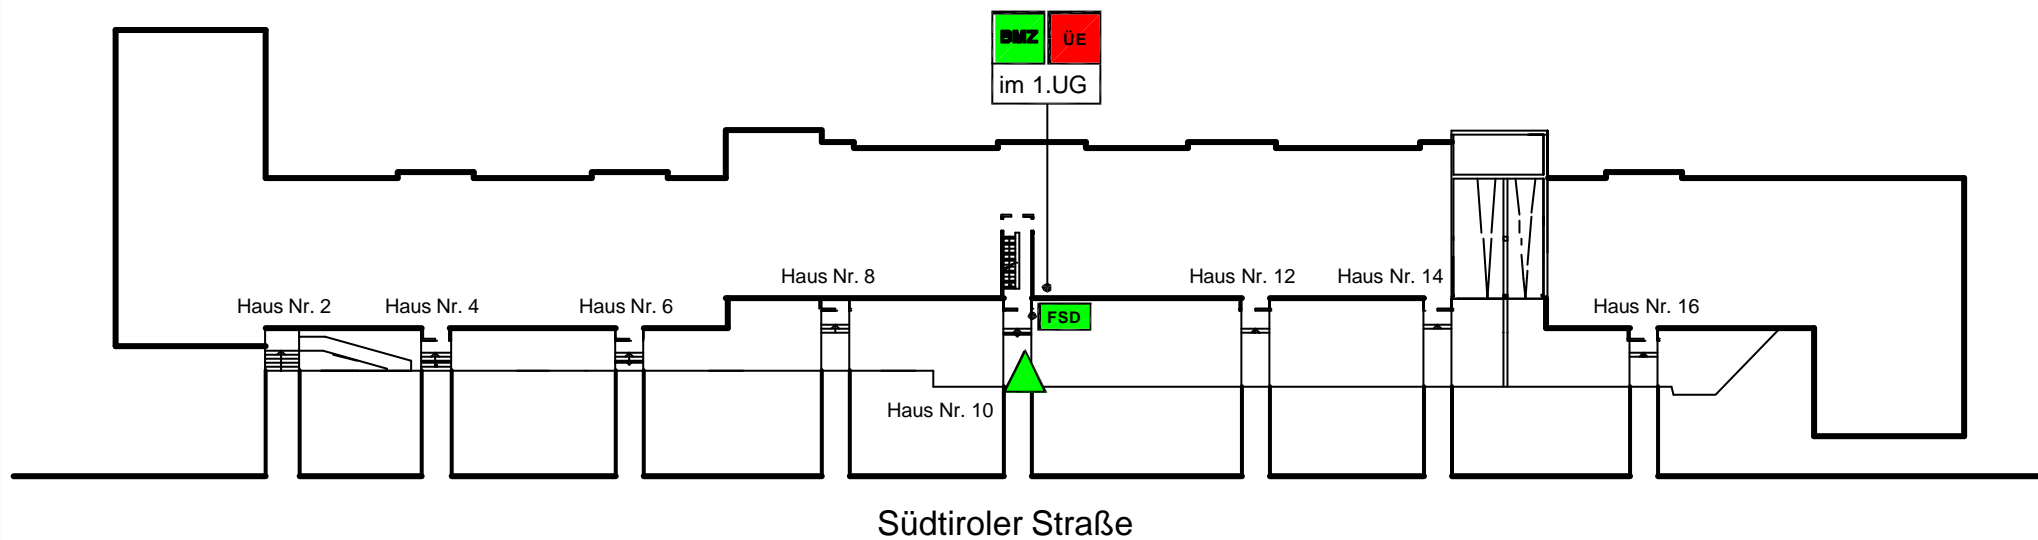 BMZ ÜE
im 1.UG
Haus Nr. 8
Haus Nr. 12
Haus Nr. 14
Haus Nr. 2
Haus Nr. 4
Haus Nr. 6
Haus Nr. 16
FSD
Haus Nr. 10
Südtiroler Straße